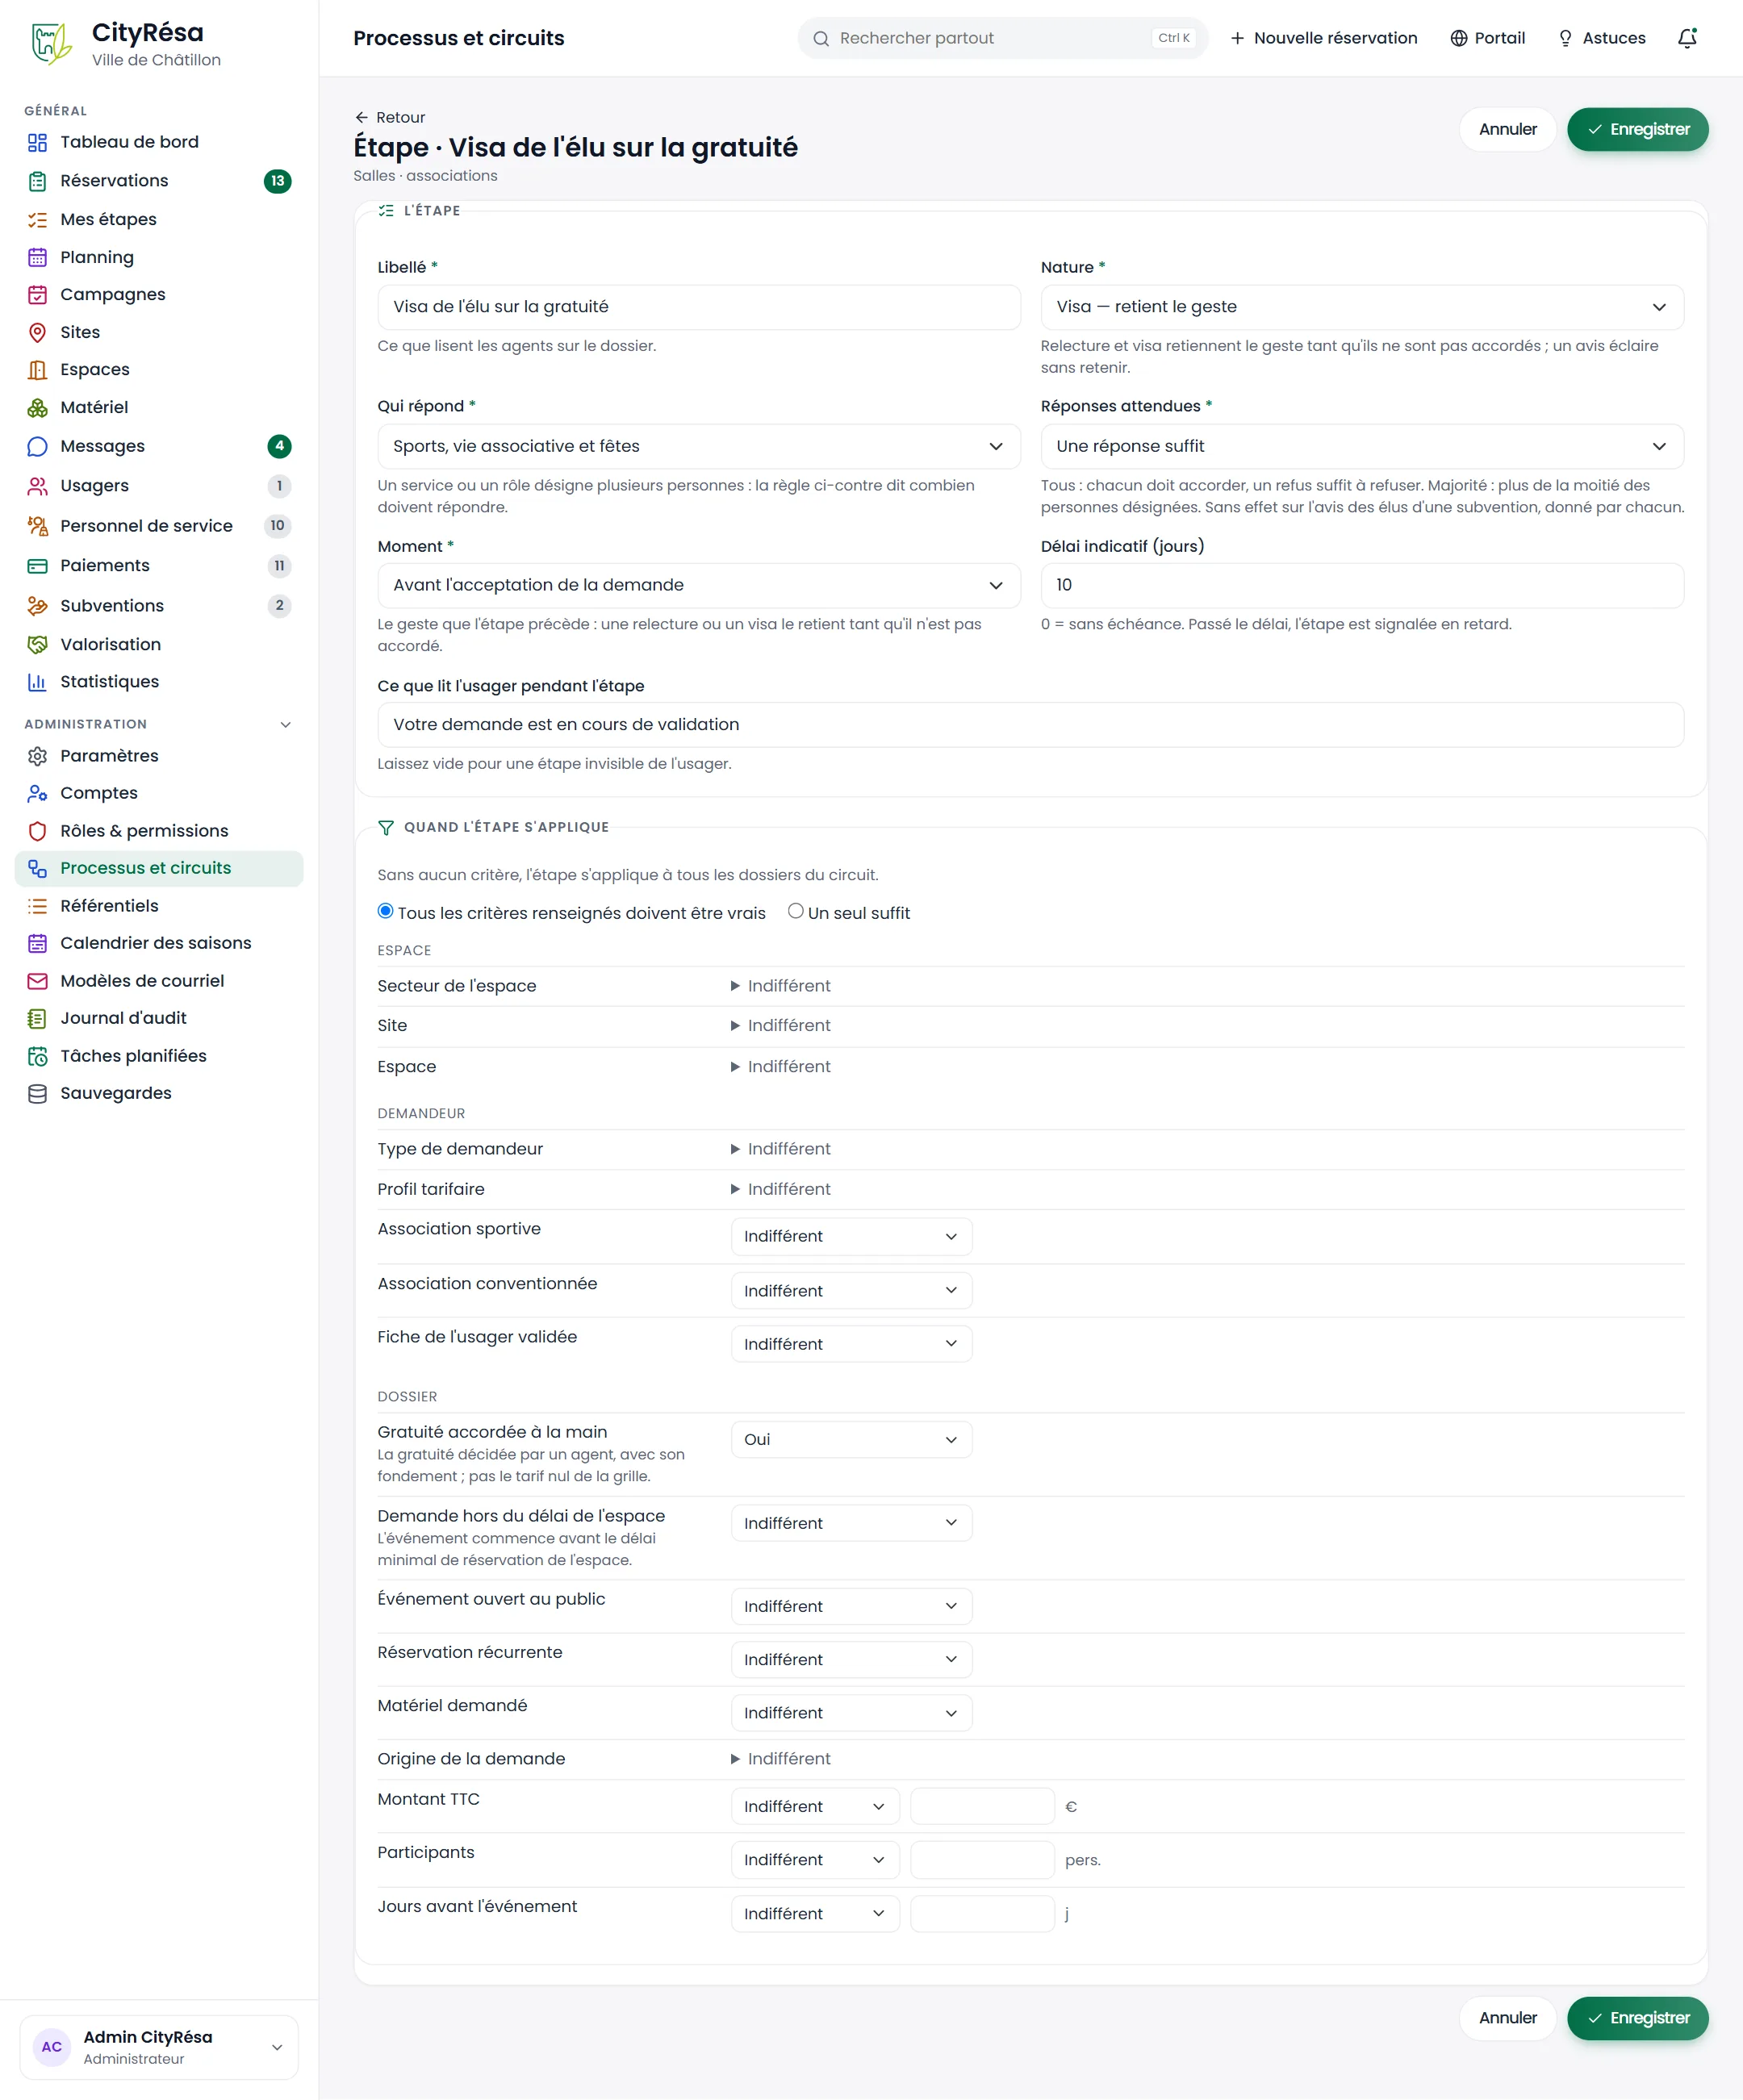 CityRésa
Ville de Châtillon
GÉNÉRAL
Tableau de bord
Réservations 13
Mes étapes
Planning
Campagnes
Sites
Espaces
Matériel
Messages 4
Usagers 1
Personnel de service 10
Paiements 11
Subventions 2
Valorisation
Statistiques
ADMINISTRATION
Paramètres
Comptes
Rôles & permissions
Processus et circuits
Référentiels
Calendrier des saisons
Modèles de courriel
Journal d'audit
Tâches planifiées
Sauvegardes
AC
Admin CityRésa
Administrateur
Processus et circuits
Rechercher partout Ctrl K
Nouvelle réservation
Portail
Astuces
Retour
Étape · Visa de l'élu sur la gratuité
Salles · associations
Annuler
Enregistrer
L'ÉTAPE
Libellé *
Visa de l'élu sur la gratuité
Ce que lisent les agents sur le dossier.
Nature *
Visa — retient le geste
Relecture et visa retiennent le geste tant qu'ils ne sont pas accordés ; un avis éclaire
sans retenir.
Qui répond *
Sports, vie associative et fêtes
Un service ou un rôle désigne plusieurs personnes : la règle ci-contre dit combien
doivent répondre.
Réponses attendues *
Une réponse suffit
Tous : chacun doit accorder, un refus suffit à refuser. Majorité : plus de la moitié des
personnes désignées. Sans effet sur l'avis des élus d'une subvention, donné par chacun.
Moment *
Avant l'acceptation de la demande
Le geste que l'étape précède : une relecture ou un visa le retient tant qu'il n'est pas
accordé.
Délai indicatif (jours)
10
0 = sans échéance. Passé le délai, l'étape est signalée en retard.
Ce que lit l'usager pendant l'étape
Votre demande est en cours de validation
Laissez vide pour une étape invisible de l'usager.
QUAND L'ÉTAPE S'APPLIQUE
Sans aucun critère, l'étape s'applique à tous les dossiers du circuit.
Tous les critères renseignés doivent être vrais Un seul suffit
ESPACE
Secteur de l'espace Indifférent
Site Indifférent
Espace Indifférent
DEMANDEUR
Type de demandeur Indifférent
Profil tarifaire Indifférent
Association sportive Indifférent
Association conventionnée Indifférent
Fiche de l'usager validée Indifférent
DOSSIER
Gratuité accordée à la main Oui
La gratuité décidée par un agent, avec son
fondement ; pas le tarif nul de la grille.
Demande hors du délai de l'espace Indifférent
L'événement commence avant le délai
minimal de réservation de l'espace.
Événement ouvert au public Indifférent
Réservation récurrente Indifférent
Matériel demandé Indifférent
Origine de la demande Indifférent
Montant TTC Indifférent €
Participants Indifférent pers.
Jours avant l'événement Indifférent j
Annuler
Enregistrer